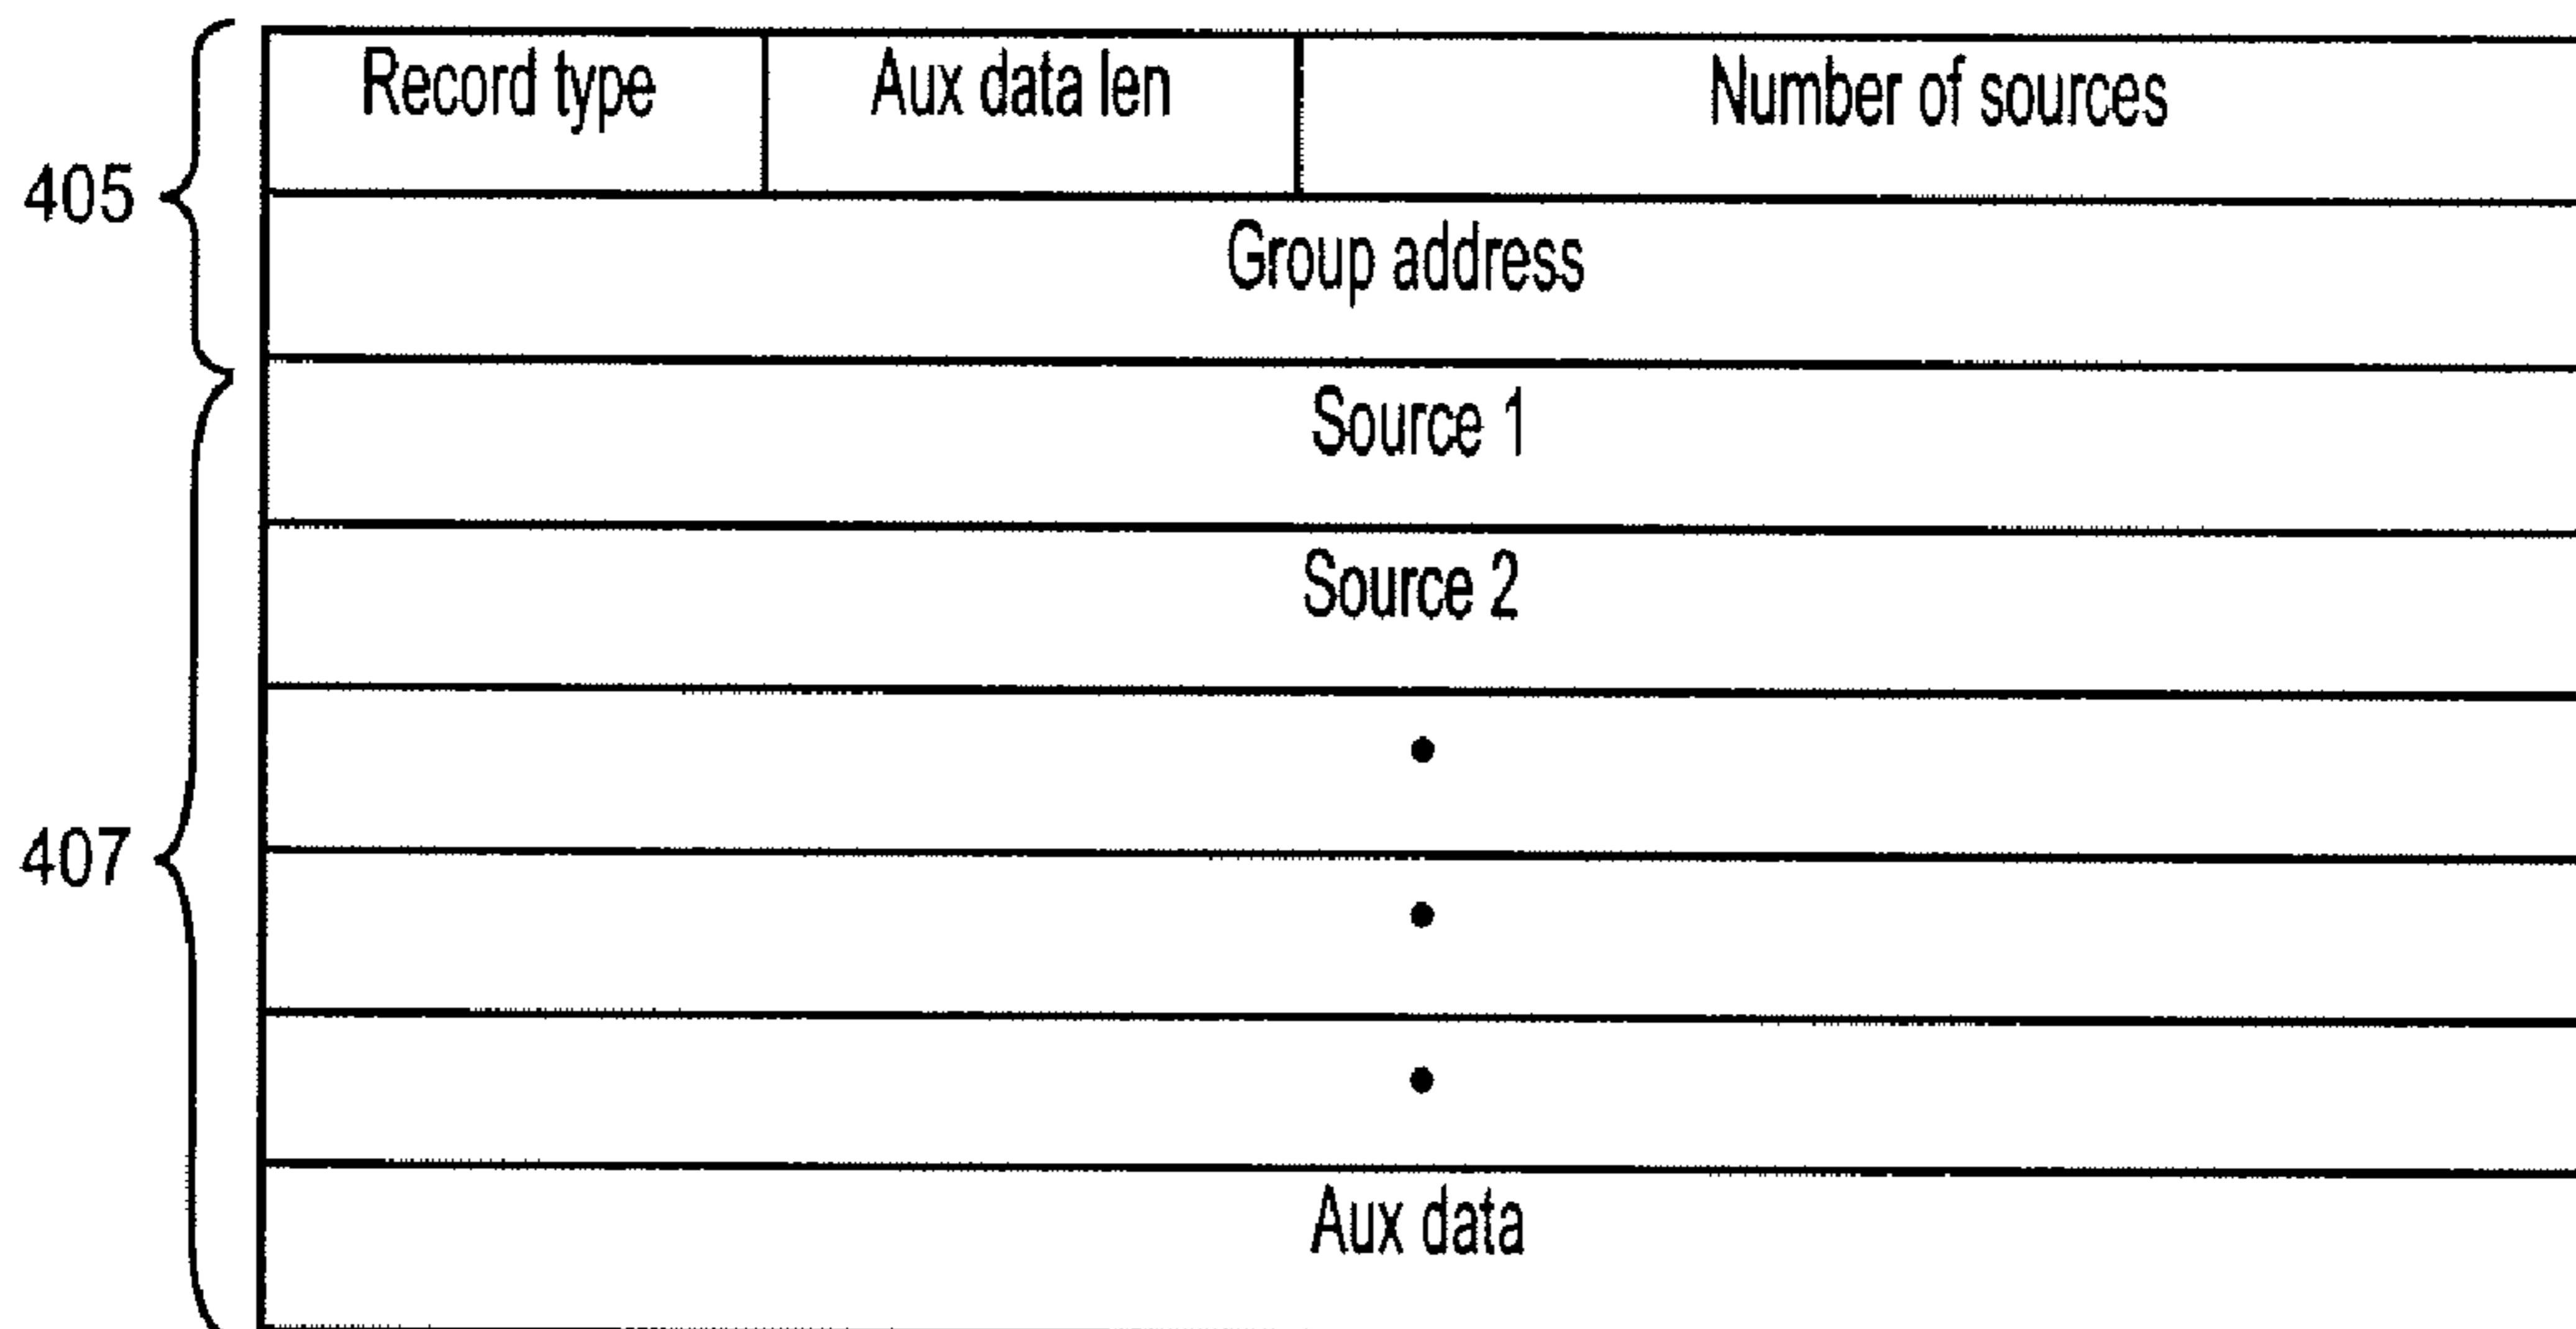 Record type Aux data len Number of sources
405
Group address
Source 1
Source 2
•
407
•
•
Aux data